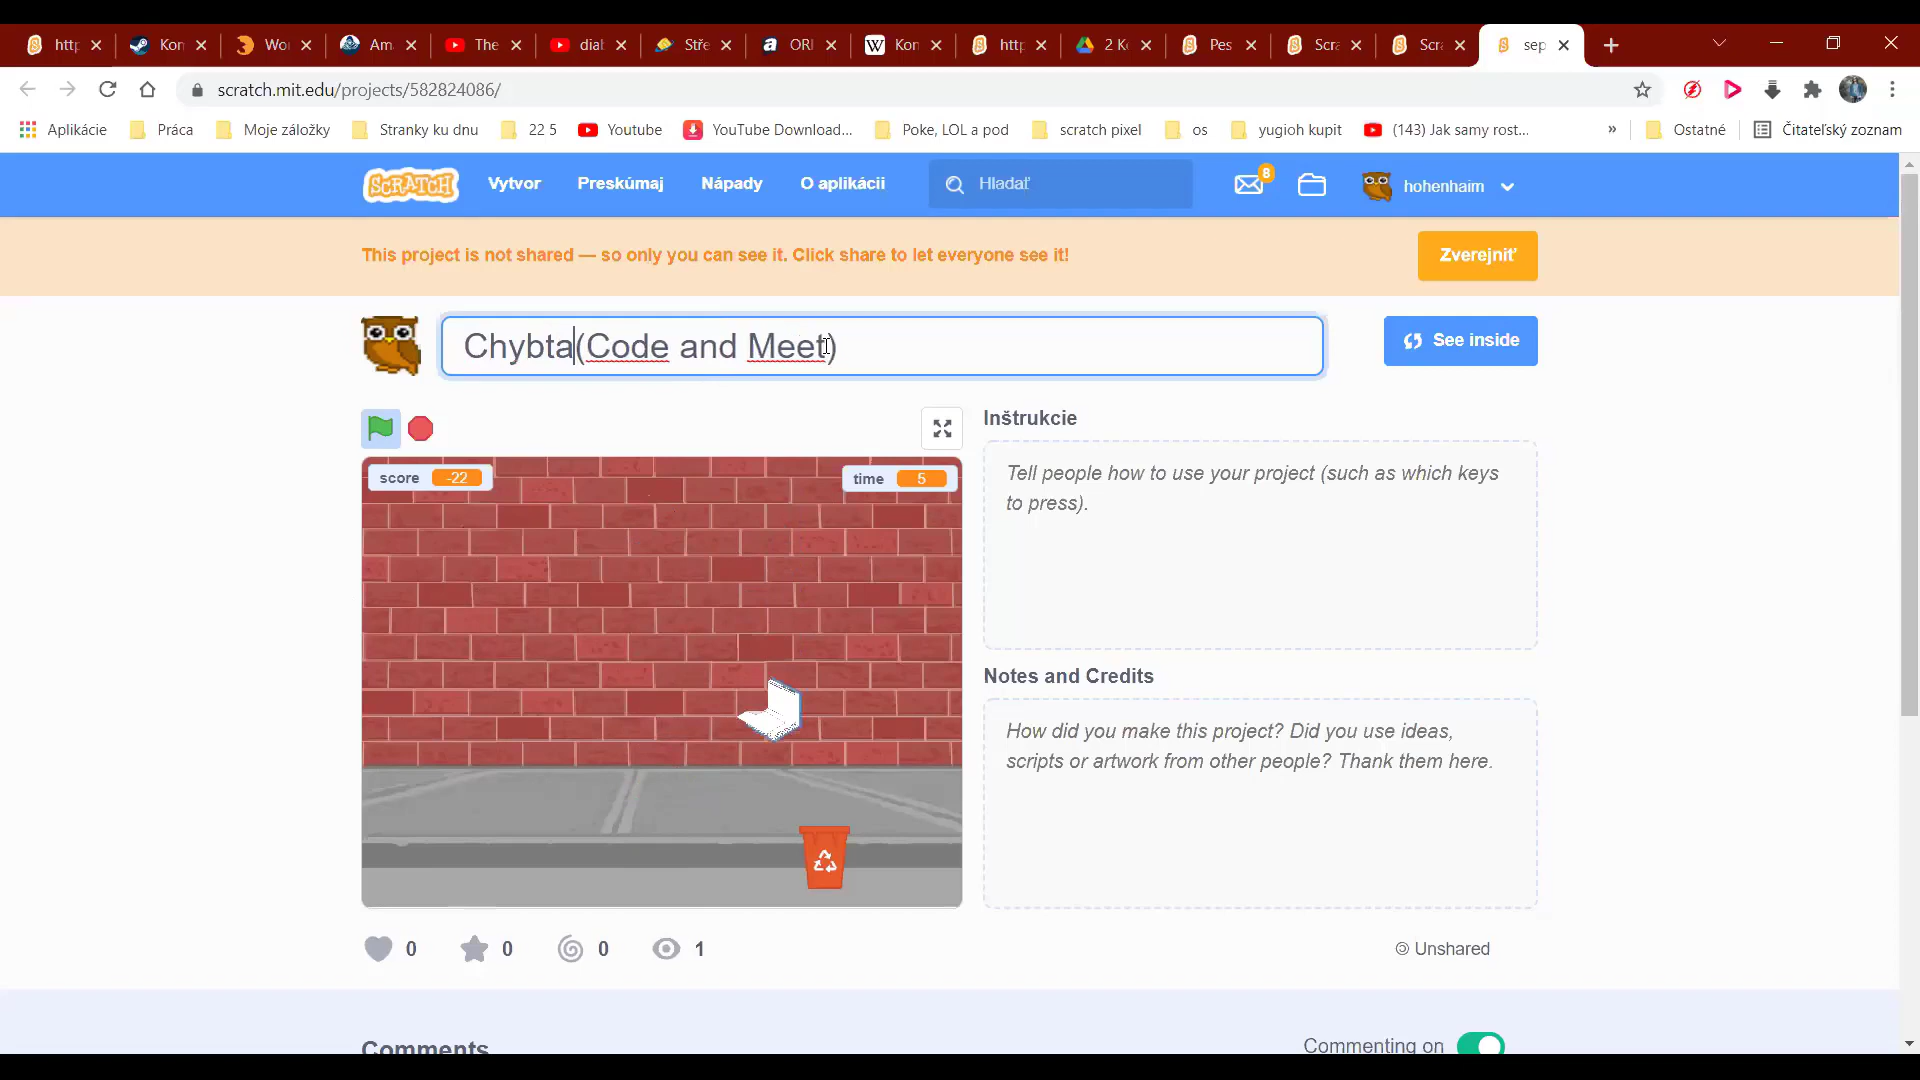 http
Kon
Wo
Am
The
dial
Stře
ORI
Kon
http
2 Ko
Pes
Scra
Scra
sep
scratch.mit.edu/projects/582824086/
Aplikácie
Práca
Moje záložky
Stranky ku dnu
22 5
Youtube
YouTube Download...
Poke, LOL a pod
scratch pixel
os
yugioh kupit
(143) Jak samy rost...
»
Ostatné
Čitateľský zoznam
SCRATCH
Vytvor
Preskúmaj
Nápady
O aplikácii
Hľadať
8
hohenhaim
This project is not shared — so only you can see it. Click share to let everyone see it!
Zverejniť
Chybta(Code and Meet)
See inside
Inštrukcie
score -22
time 5
Tell people how to use your project (such as which keys
to press).
Notes and Credits
How did you make this project? Did you use ideas,
scripts or artwork from other people? Thank them here.
0
0
0
1
Unshared
Comments
Commenting on